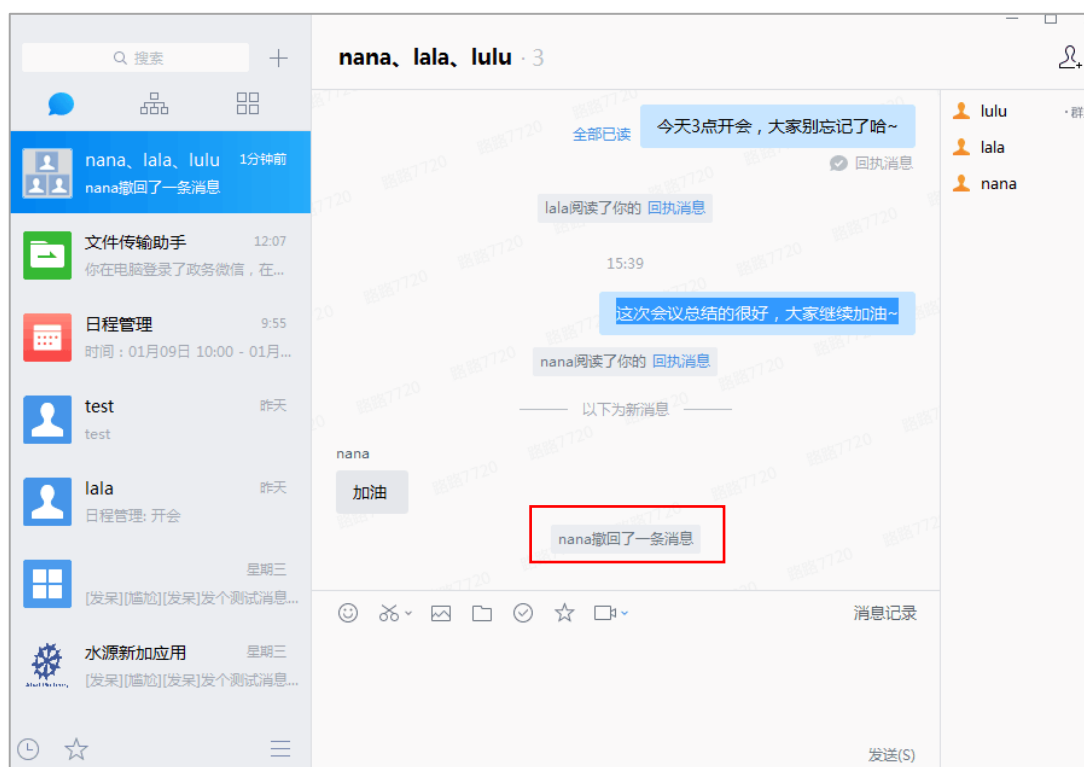 搜索
nana、lala、lulu 1分钟前
nana撤回了一条消息
文件传输助手 12:07
你在电脑登录了政务微信，在...
日程管理 9:55
时间：01月09日 10:00 - 01月...
test 昨天
test
lala 昨天
日程管理: 开会
星期三
[发呆][尴尬][发呆]发个测试消息...
水源新加应用 星期三
[发呆][尴尬][发呆]发个测试消息...
nana、lala、lulu · 3
全部已读 今天3点开会，大家别忘记了哈~
回执消息
lala阅读了你的 回执消息
15:39
这次会议总结的很好，大家继续加油~
nana阅读了你的 回执消息
以下为新消息
nana
加油
nana撤回了一条消息
消息记录
发送(S)
lulu ·群
lala
nana
路路7720